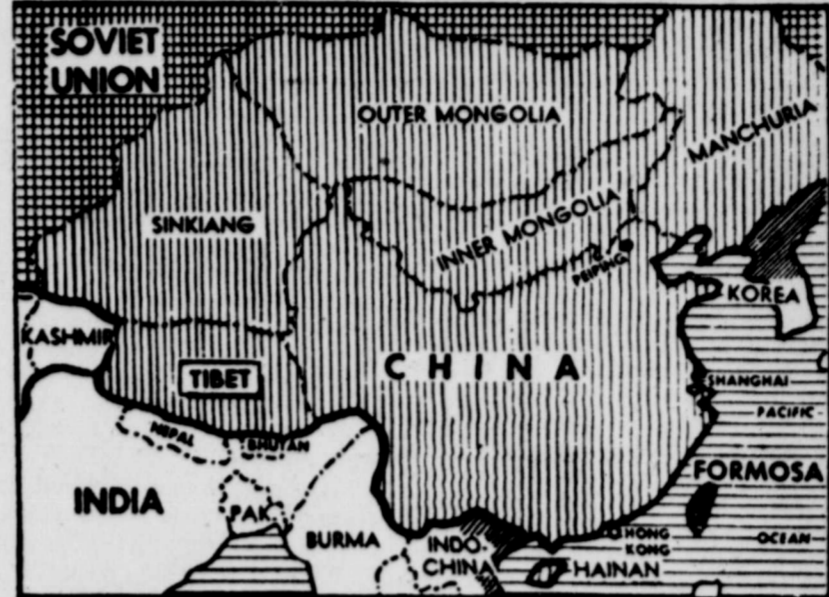 SOVIET
UNION
OUTER MONGOLIA
MANCHURIA
SINKIANG
INNER MONGOLIA
PEIPING
KOREA
KASHMIR
TIBET
CHINA
SHANGHAI
PACIFIC
NEPAL
BHUTAN
FORMOSA
INDIA
PAK.
BURMA
INDO-
CHINA
HONG
KONG
OCEAN
HAINAN